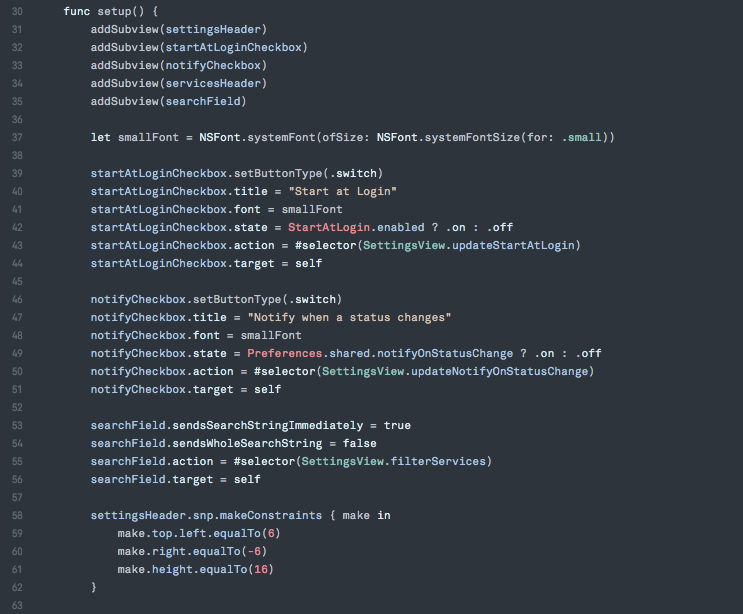 30 func setup() {
31 addSubview(settingsHeader)
32 addSubview(startAtLoginCheckbox)
33 addSubview(notifyCheckbox)
34 addSubview(servicesHeader)
35 addSubview(searchField)
36
37 let smallFont = NSFont.systemFont(ofSize: NSFont.systemFontSize(for: .small))
38
39 startAtLoginCheckbox.setButtonType(.switch)
40 startAtLoginCheckbox.title = "Start at Login"
41 startAtLoginCheckbox.font = smallFont
42 startAtLoginCheckbox.state = StartAtLogin.enabled ? .on : .off
43 startAtLoginCheckbox.action = #selector(SettingsView.updateStartAtLogin)
44 startAtLoginCheckbox.target = self
45
46 notifyCheckbox.setButtonType(.switch)
47 notifyCheckbox.title = "Notify when a status changes"
48 notifyCheckbox.font = smallFont
49 notifyCheckbox.state = Preferences.shared.notifyOnStatusChange ? .on : .off
50 notifyCheckbox.action = #selector(SettingsView.updateNotifyOnStatusChange)
51 notifyCheckbox.target = self
52
53 searchField.sendsSearchStringImmediately = true
54 searchField.sendsWholeSearchString = false
55 searchField.action = #selector(SettingsView.filterServices)
56 searchField.target = self
57
58 settingsHeader.snp.makeConstraints { make in
59 make.top.left.equalTo(6)
60 make.right.equalTo(-6)
61 make.height.equalTo(16)
62 }
63